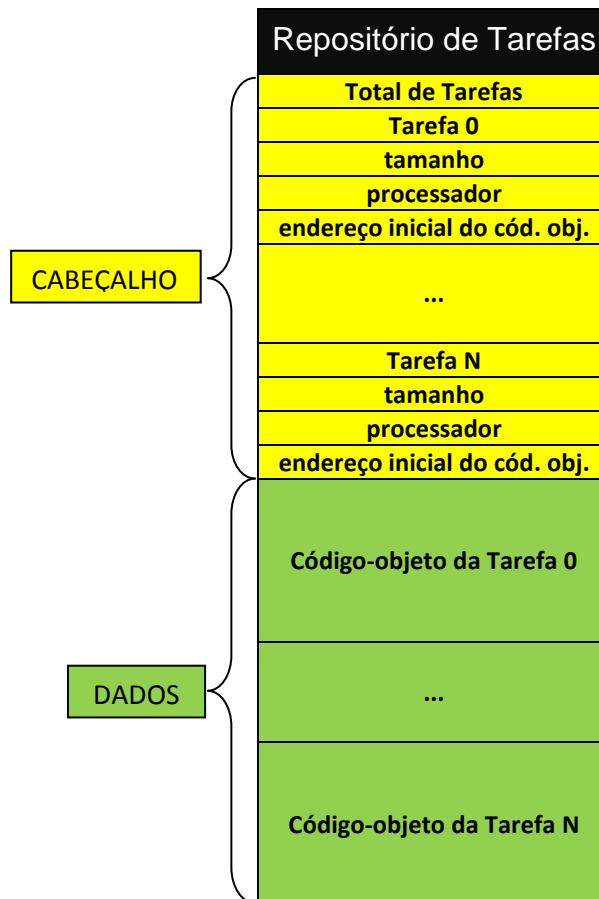 Repositório de Tarefas
Total de Tarefas
Tarefa 0
tamanho
processador
endereço inicial do cód. obj.
CABEÇALHO
...
Tarefa N
tamanho
processador
endereço inicial do cód. obj.
Código-objeto da Tarefa 0
DADOS
...
Código-objeto da Tarefa N